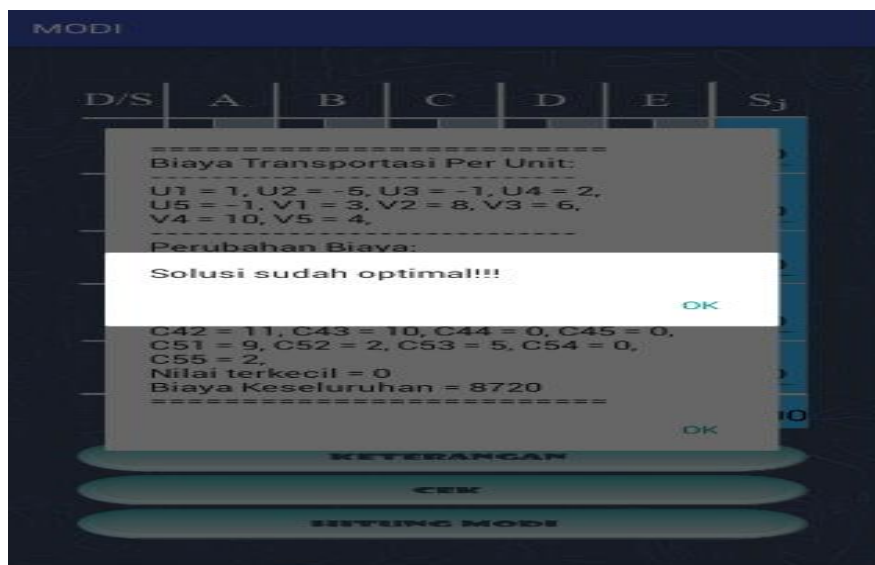 MODI
D/S A B C D E Sj
===========================
Biaya Transportasi Per Unit:
---------------------------
U1 = 1, U2 = -5, U3 = -1, U4 = 2,
U5 = -1, V1 = 3, V2 = 8, V3 = 6,
V4 = 10, V5 = 4,
---------------------------
Perubahan Biaya:
Solusi sudah optimal!!!
OK
C42 = 11, C43 = 10, C44 = 0, C45 = 0,
C51 = 9, C52 = 2, C53 = 5, C54 = 0,
C55 = 2,
Nilai terkecil = 0
Biaya Keseluruhan = 8720
===========================
OK
KETERANGAN
CEK
HITUNG MODI